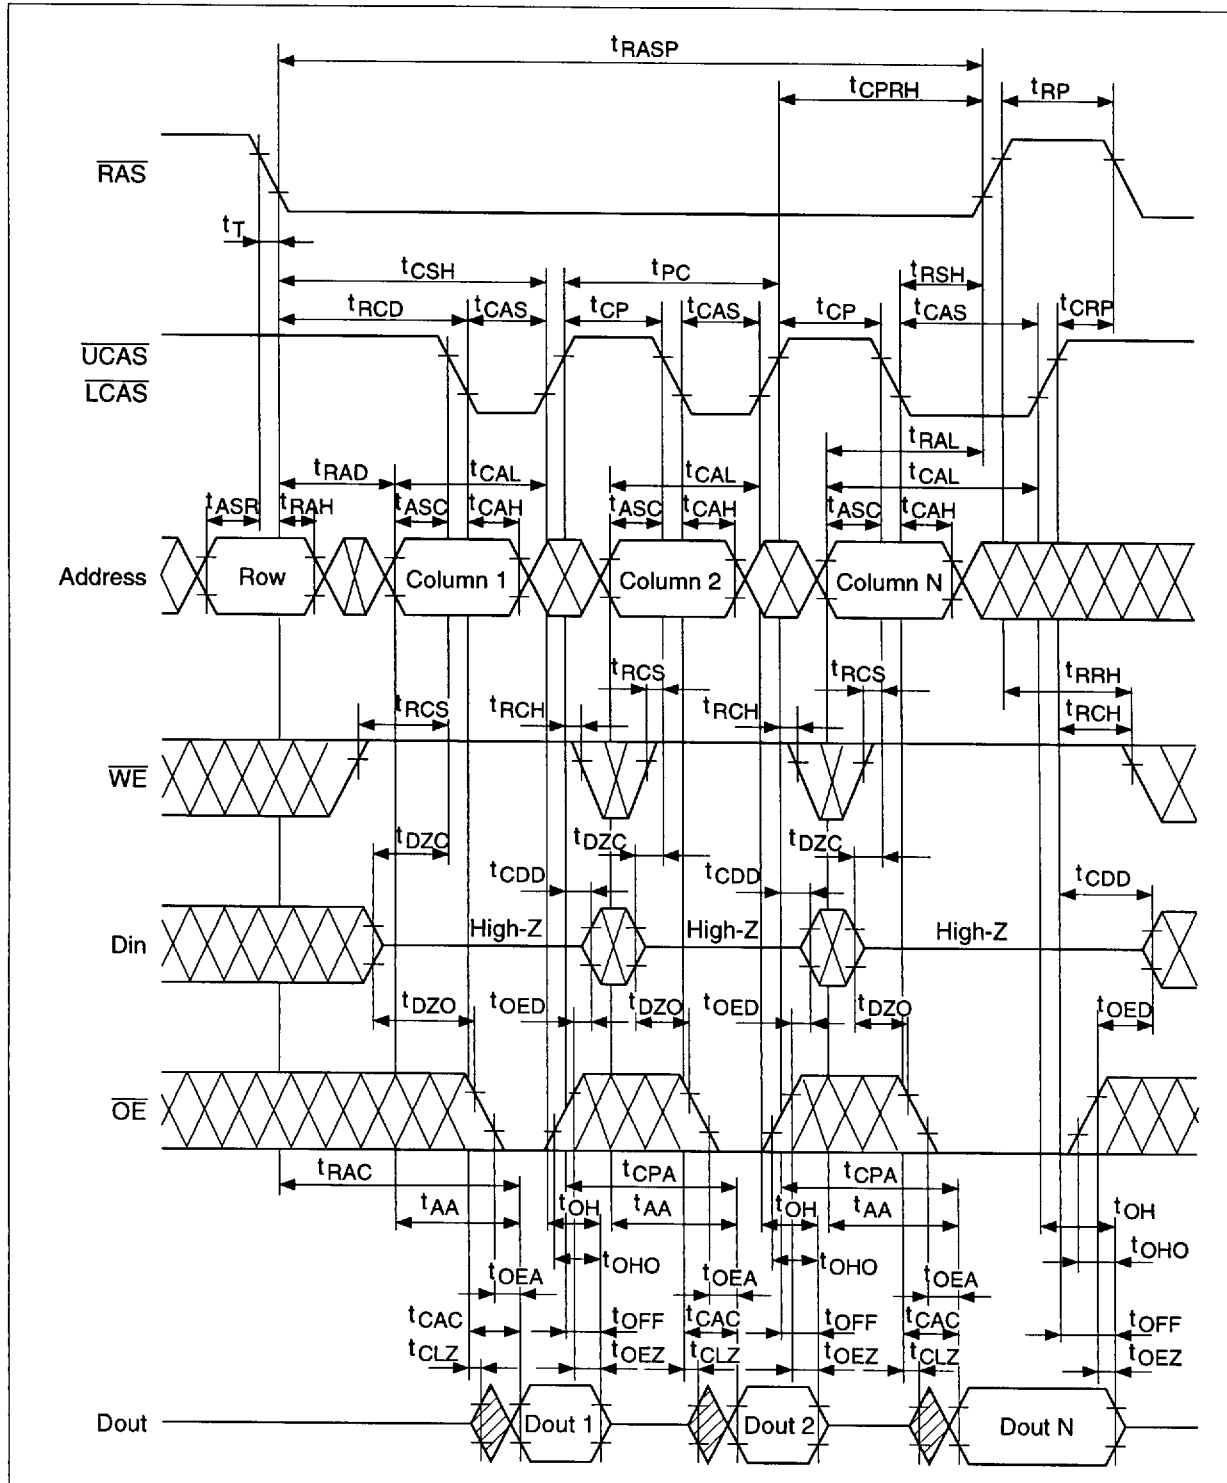 tRASP
tCPRH tRP
RAS
tT
tCSH tPC tRSH
tRCD tCAS tCP tCAS tCP tCAS tCRP
UCAS
LCAS
tRAL
tRAD tCAL tCAL tCAL
tASR tRAH tASC tCAH tASC tCAH tASC tCAH
Address Row Column 1 Column 2 Column N
tRCS tRCS tRRH
tRCS tRCH tRCH tRCH
WE
tDZC tDZC tDZC
tCDD tCDD tCDD
Din High-Z High-Z High-Z
tDZO tOED tDZO tOED tDZO tOED
OE
tRAC tCPA tCPA
tAA tOH tAA tOH tAA tOH
tOHO tOHO tOHO
tOEA tOEA tOEA
tCAC tOFF tCAC tOFF tCAC tOFF
tCLZ tOEZ tCLZ tOEZ tCLZ tOEZ
Dout Dout 1 Dout 2 Dout N